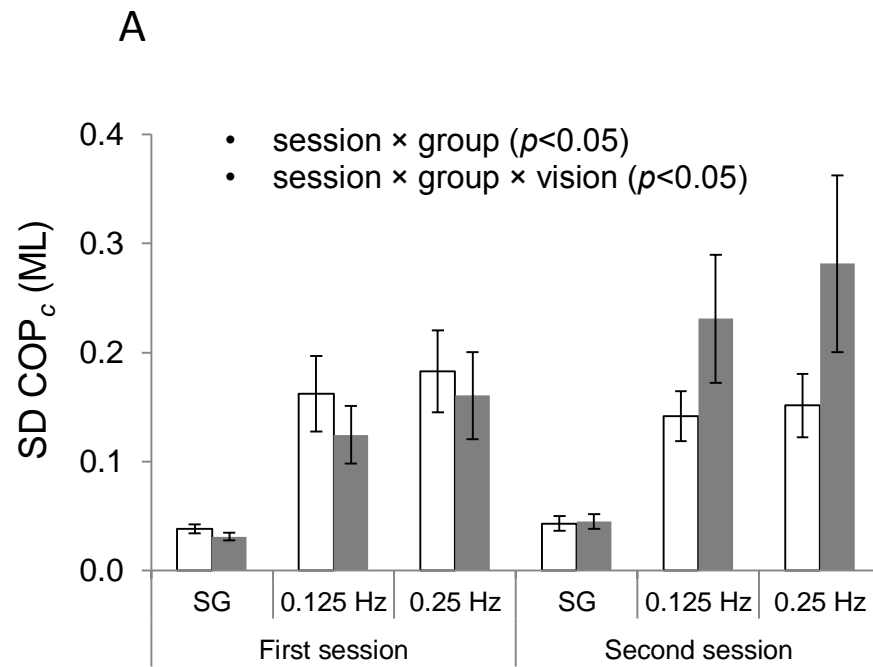 A
• session × group (p<0.05)
• session × group × vision (p<0.05)
SD COPc (ML)
0.4
0.3
0.2
0.1
0.0
SG 0.125 Hz 0.25 Hz SG 0.125 Hz 0.25 Hz
First session Second session